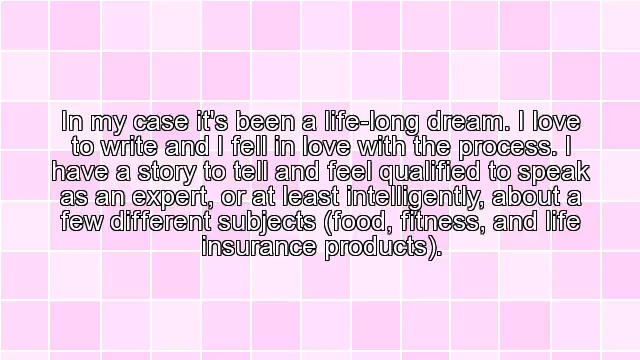 In my case it's been a life-long dream. I love
to write and I fell in love with the process. I
have a story to tell and feel qualified to speak
as an expert, or at least intelligently, about a
few different subjects (food, fitness, and life
insurance products).